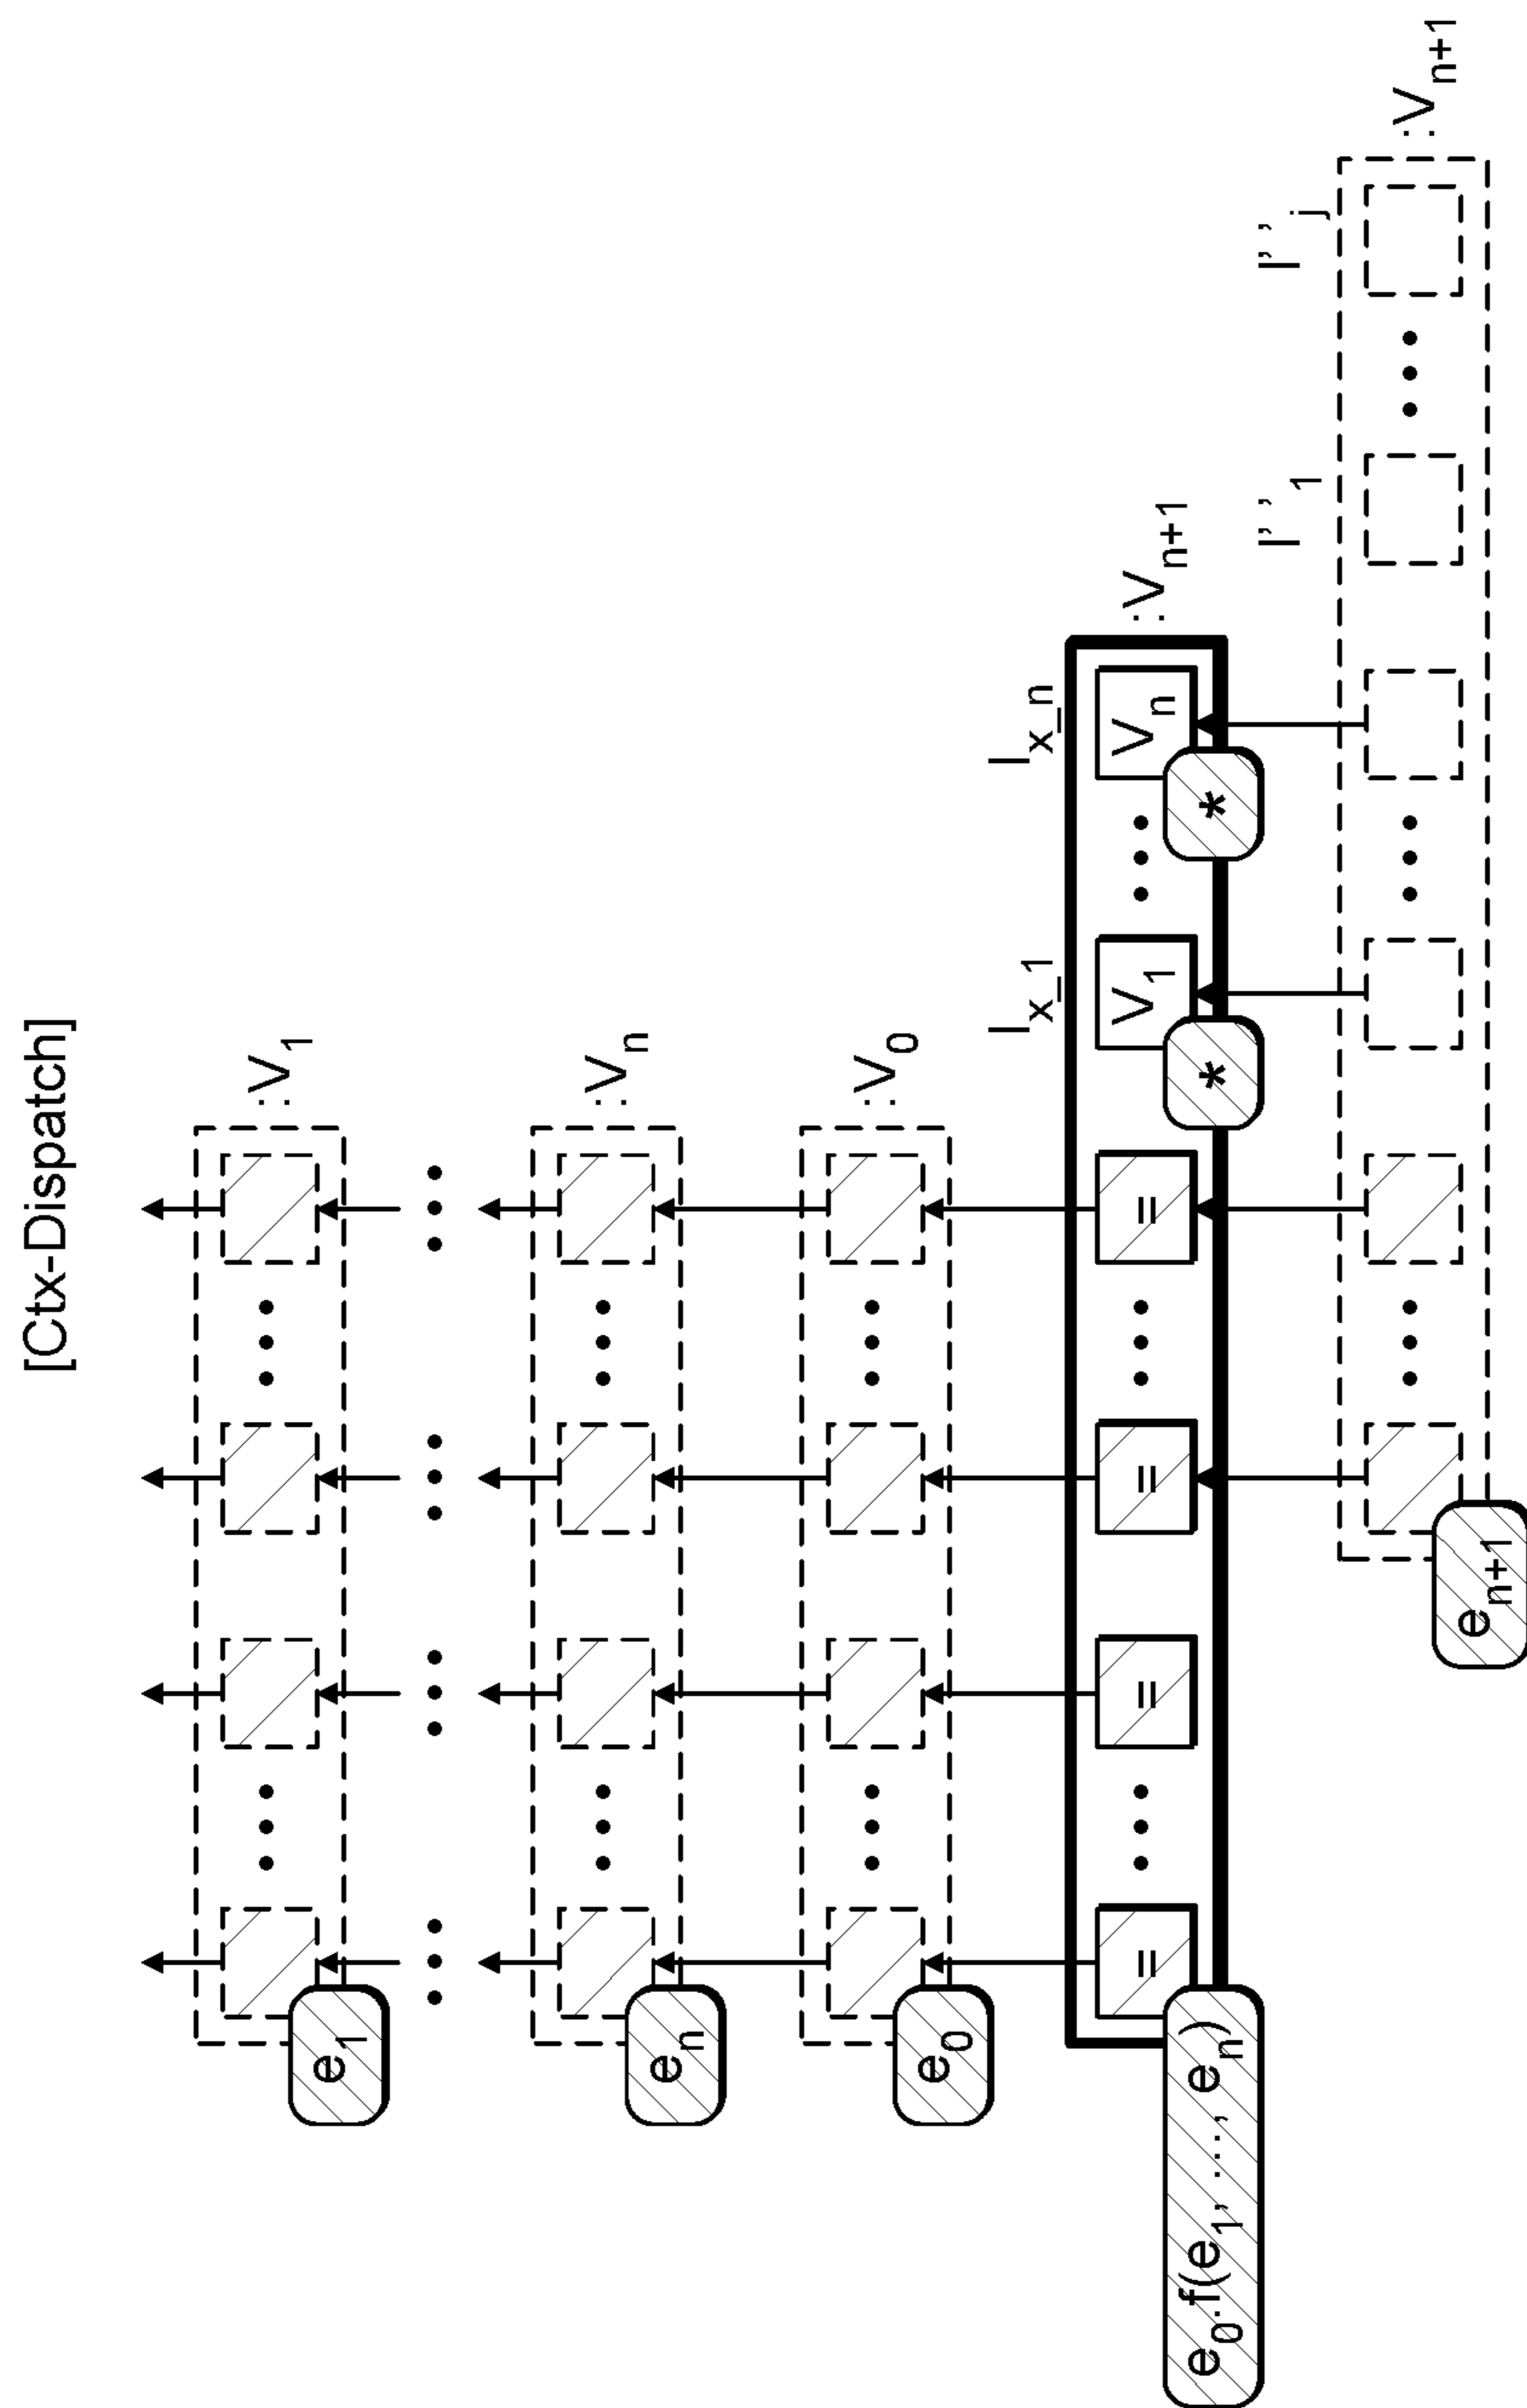 [Ctx-Dispatch]
:V₁
e₁
:Vₙ
eₙ
:V₀
e₀
lₓ_₁ lₓ_ₙ
= = = = V₁ Vₙ :Vₙ₊₁
e₀.f(e₁, ..., eₙ) * *
l’’₁ l’’ⱼ
:Vₙ₊₁
eₙ₊₁